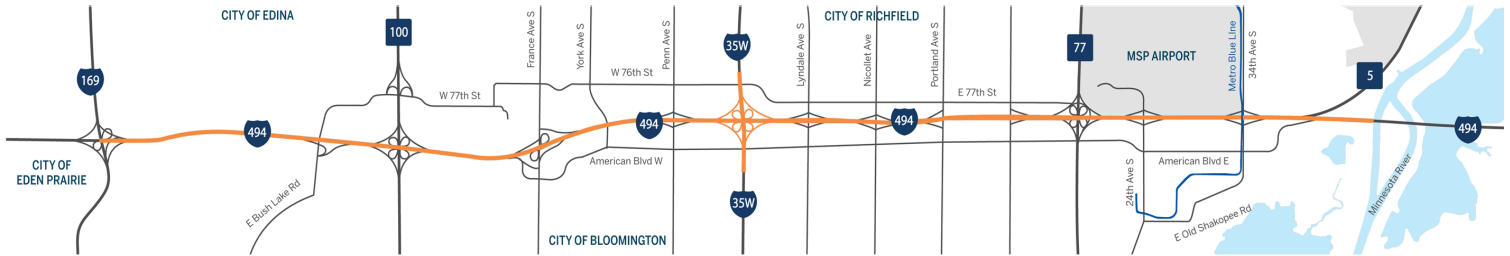 CITY OF EDINA
CITY OF RICHFIELD
100
35W
77
MSP AIRPORT
5
169
France Ave S
York Ave S
Penn Ave S
Lyndale Ave S
Nicollet Ave
Portland Ave S
Metro Blue Line
34th Ave S
W 76th St
W 77th St
E 77th St
494
494
494
494
CITY OF
EDEN PRAIRIE
American Blvd W
American Blvd E
24th Ave S
E Bush Lake Rd
35W
E Old Shakopee Rd
Minnesota River
CITY OF BLOOMINGTON